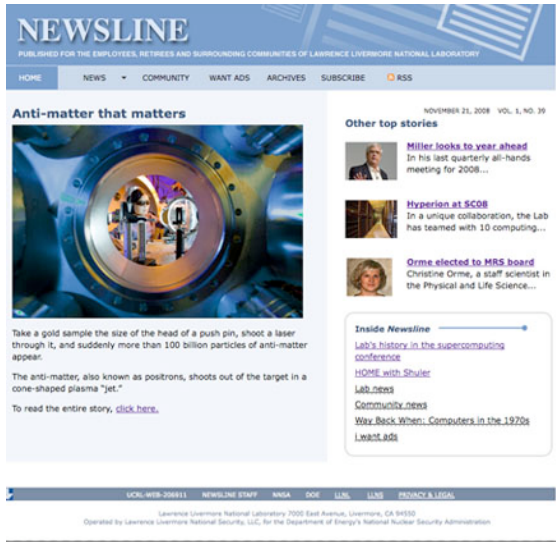 NEWSLINE
PUBLISHED FOR THE EMPLOYEES, RETIREES AND SURROUNDING COMMUNITIES OF LAWRENCE LIVERMORE NATIONAL LABORATORY
HOME NEWS COMMUNITY WANT ADS ARCHIVES SUBSCRIBE RSS
Anti-matter that matters
Take a gold sample the size of the head of a push pin, shoot a laser
through it, and suddenly more than 100 billion particles of anti-matter
appear.
The anti-matter, also known as positrons, shoots out of the target in a
cone-shaped plasma "jet."
To read the entire story, click here.
NOVEMBER 21, 2008 VOL. 1, NO. 39
Other top stories
Miller looks to year ahead
In his last quarterly all-hands
meeting for 2008...
Hyperion at SC08
In a unique collaboration, the Lab
has teamed with 10 computing...
Orme elected to MRS board
Christine Orme, a staff scientist in
the Physical and Life Science...
Inside Newsline
Lab's history in the supercomputing
conference
HOME with Shuler
Lab news
Community news
Way Back When: Computers in the 1970s
i want ads
UCRL-WEB-206911 NEWSLINE STAFF NNSA DOE LLNL LLNS PRIVACY & LEGAL
Lawrence Livermore National Laboratory 7000 East Avenue, Livermore, CA 94550
Operated by Lawrence Livermore National Security, LLC, for the Department of Energy's National Nuclear Security Administration